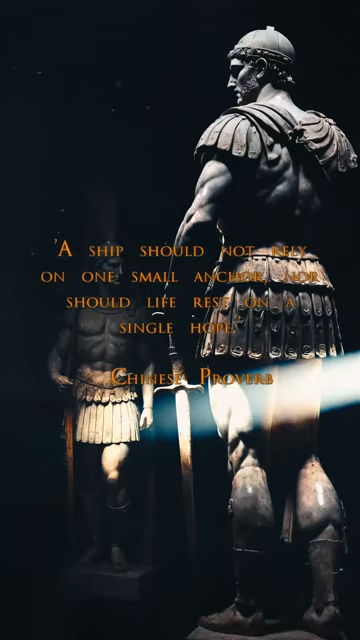 'A SHIP SHOULD NOT RELY
ON ONE SMALL ANCHOR, NOR
SHOULD LIFE REST ON A
SINGLE HOPE.'
CHINESE PROVERB